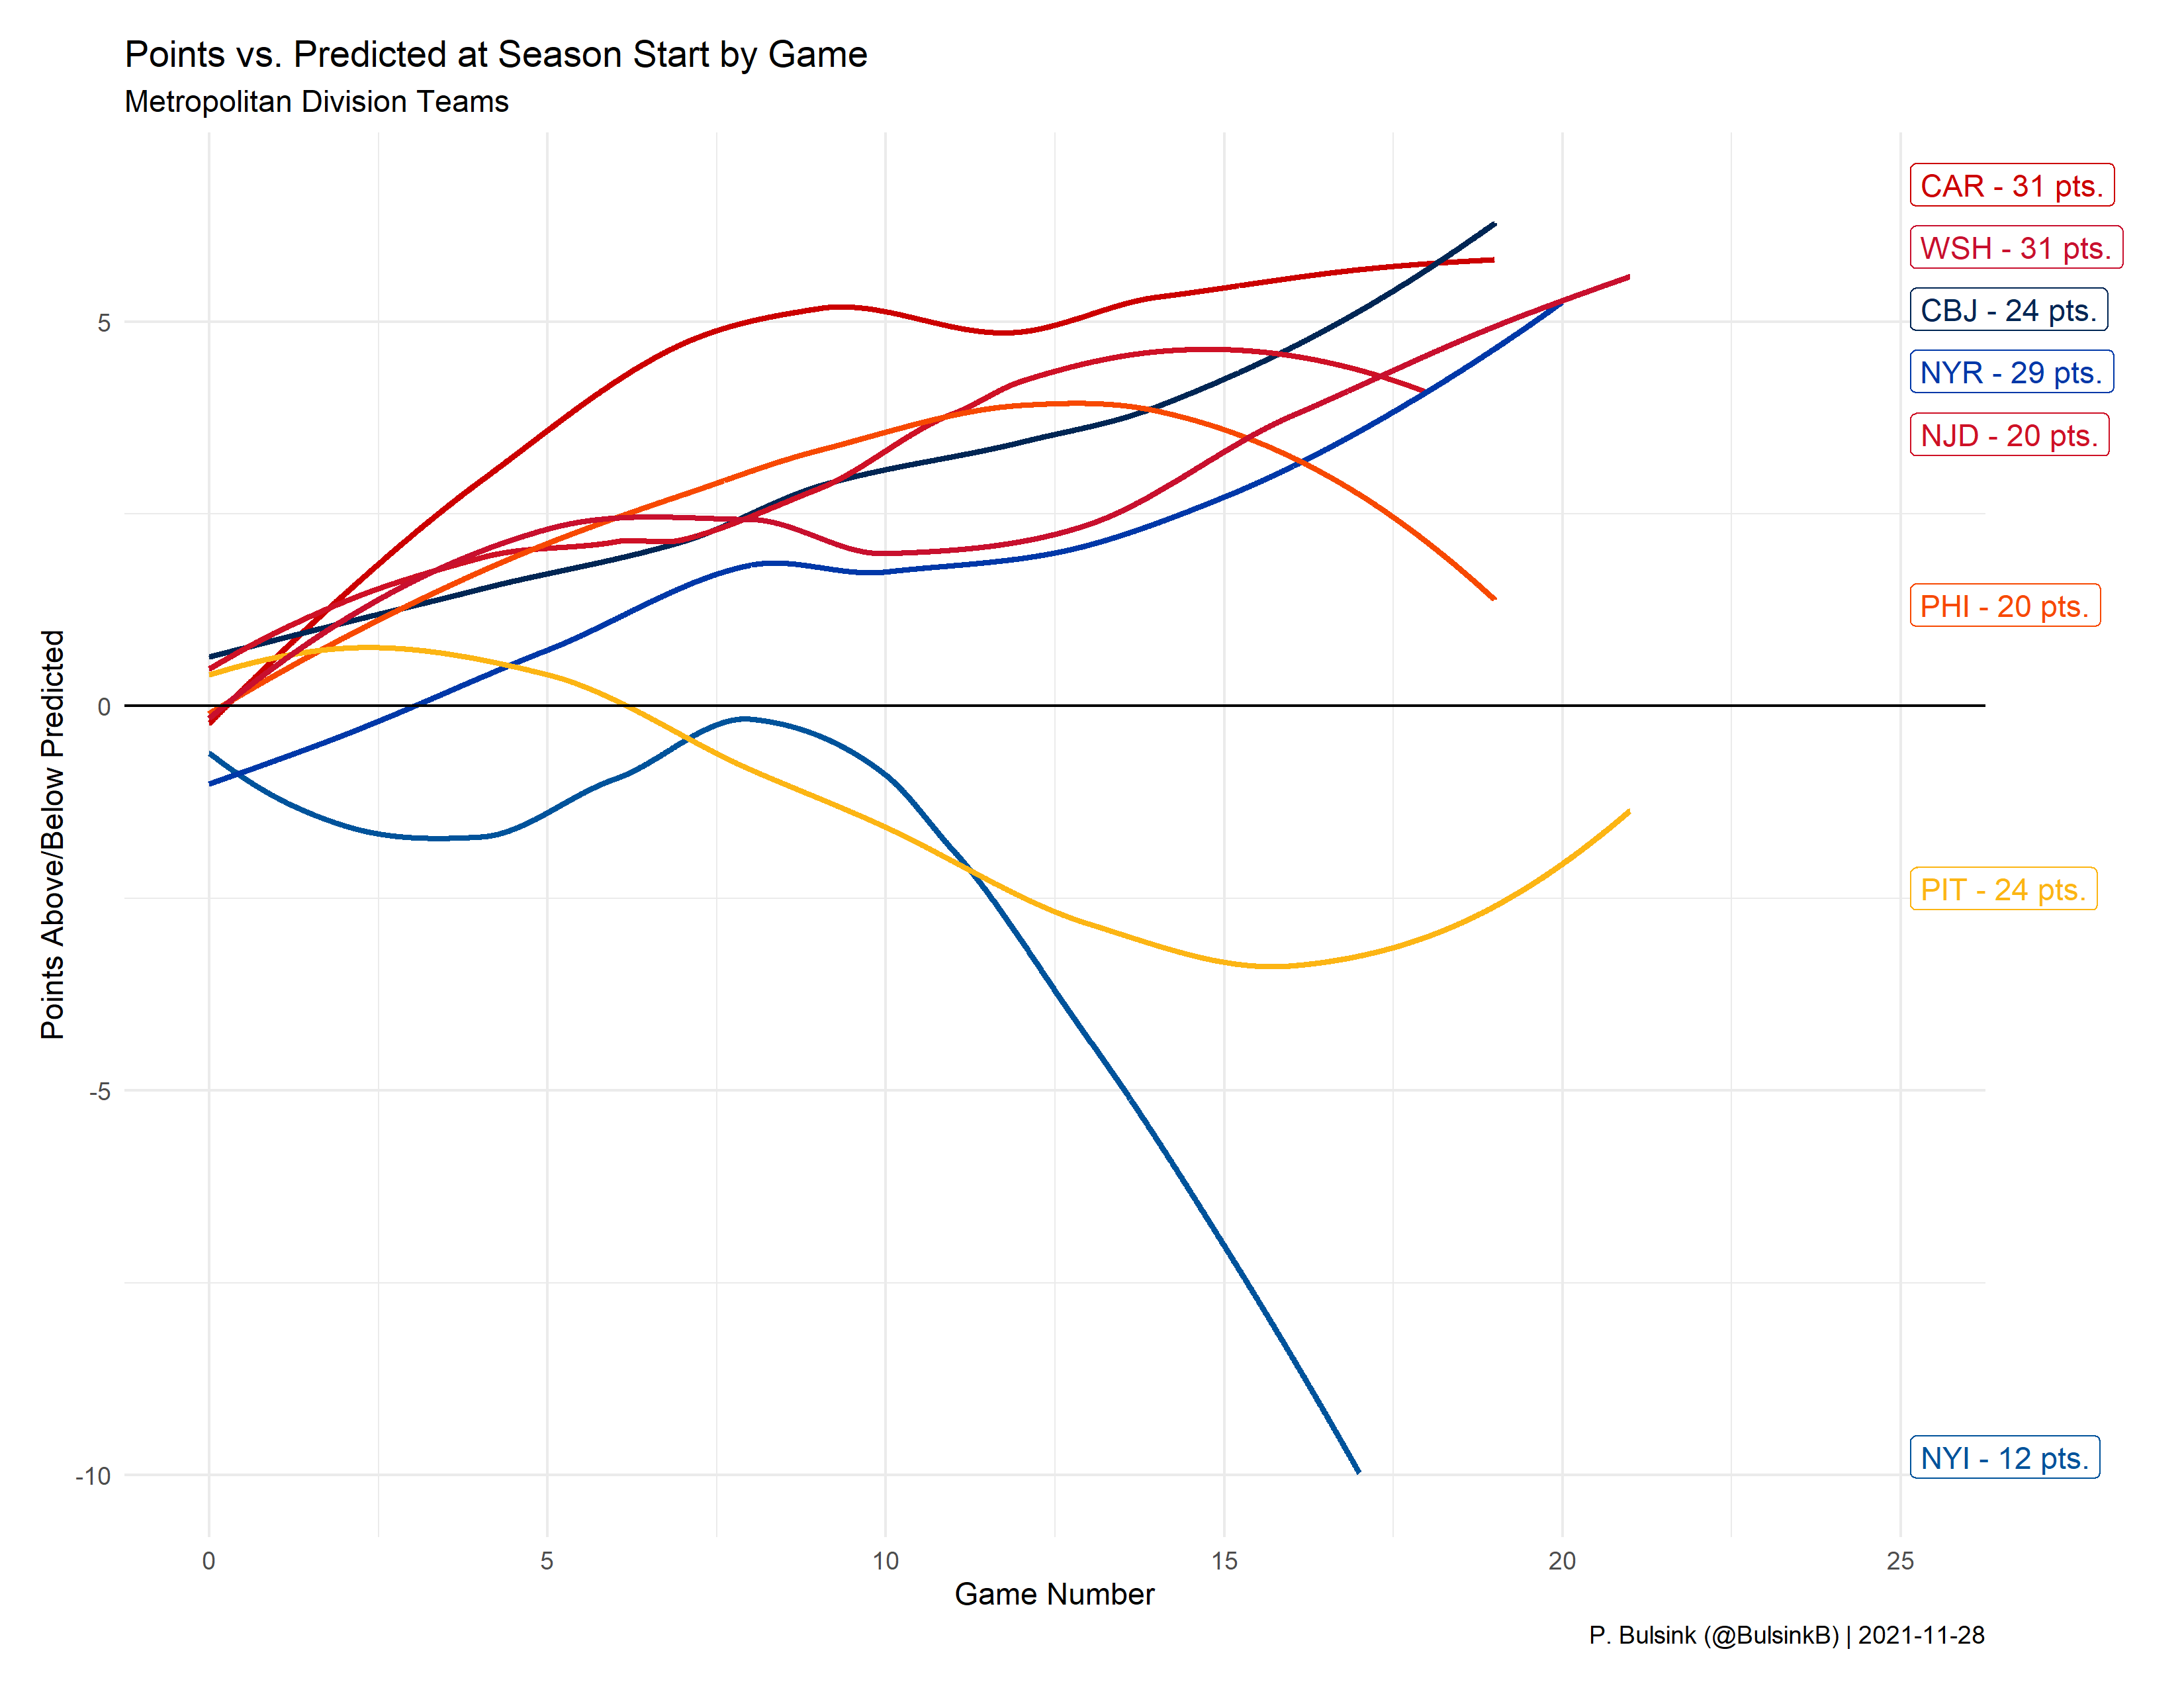 Points vs. Predicted at Season Start by Game
Metropolitan Division Teams
CAR - 31 pts.
WSH - 31 pts.
CBJ - 24 pts.
NYR - 29 pts.
NJD - 20 pts.
PHI - 20 pts.
PIT - 24 pts.
NYI - 12 pts.
Points Above/Below Predicted
5
0
-5
-10
0 5 10 15 20 25
Game Number
P. Bulsink (@BulsinkB) | 2021-11-28